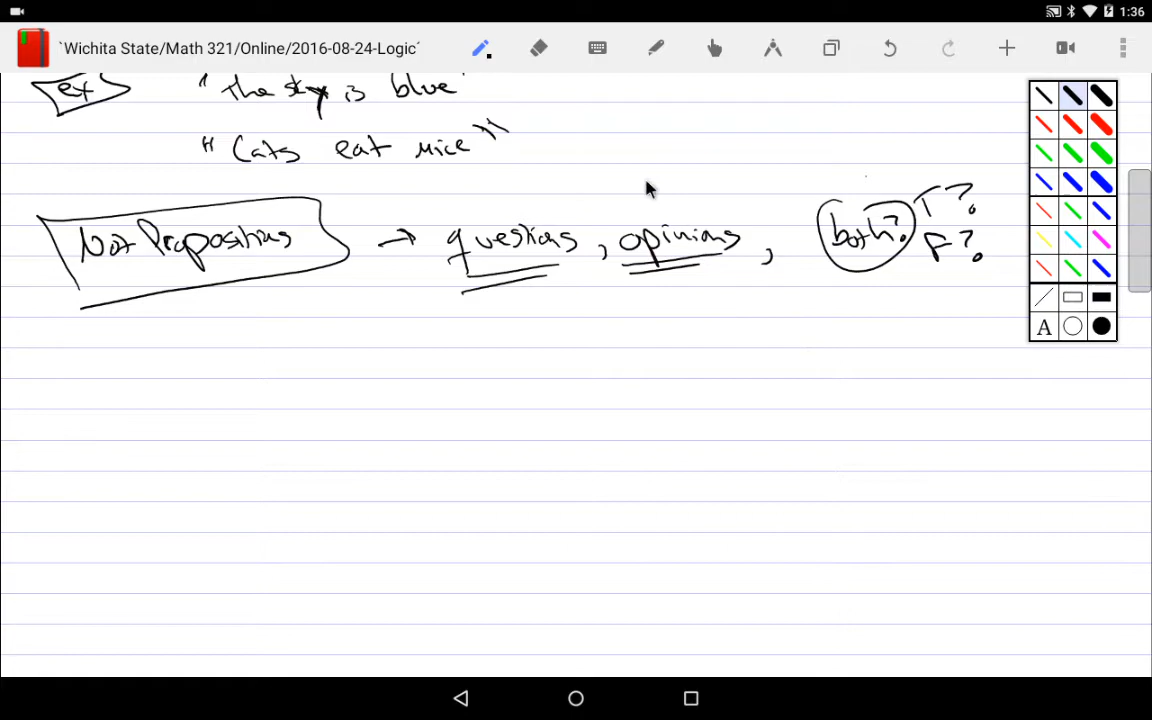 1:36
`Wichita State/Math 321/Online/2016-08-24-Logic`
ex "The sky is blue"
"Cats eat mice"
Not Propositions → questions, opinions, both? T?
F?
A